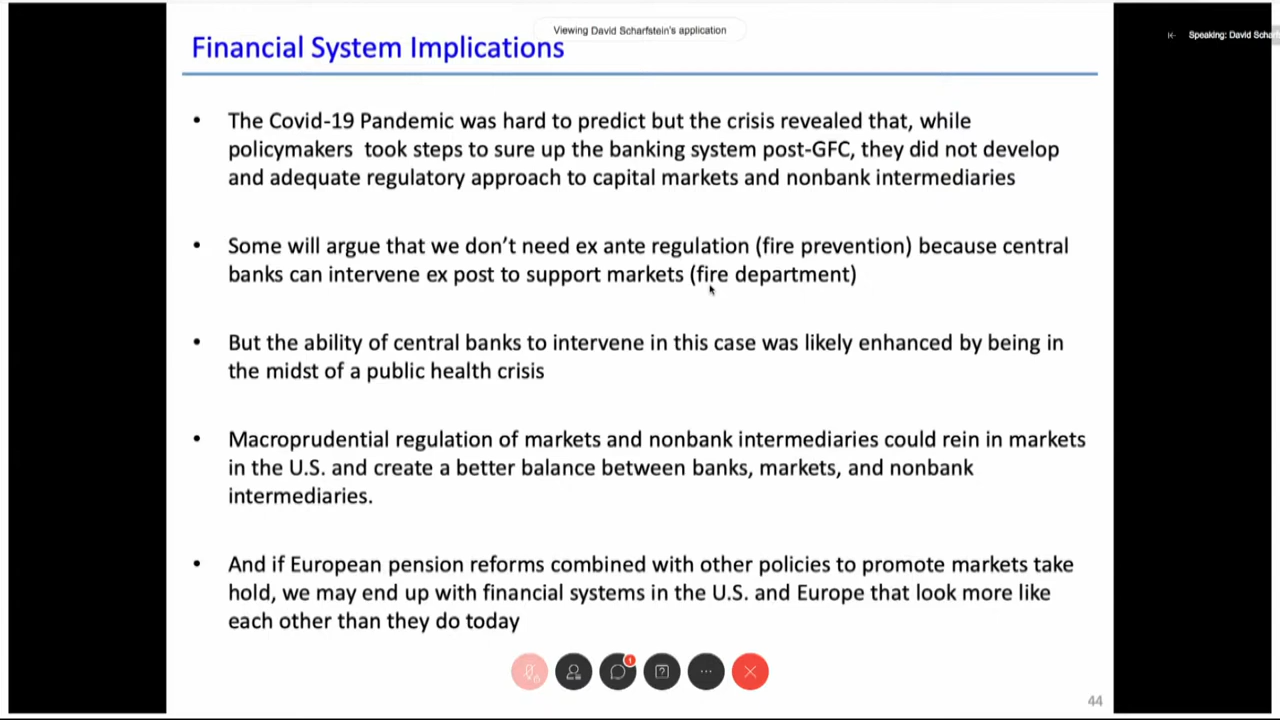 Viewing David Scharfstein's application
Speaking: David Scharfs
Financial System Implications
• The Covid-19 Pandemic was hard to predict but the crisis revealed that, while
policymakers took steps to sure up the banking system post-GFC, they did not develop
and adequate regulatory approach to capital markets and nonbank intermediaries
• Some will argue that we don't need ex ante regulation (fire prevention) because central
banks can intervene ex post to support markets (fire department)
• But the ability of central banks to intervene in this case was likely enhanced by being in
the midst of a public health crisis
• Macroprudential regulation of markets and nonbank intermediaries could rein in markets
in the U.S. and create a better balance between banks, markets, and nonbank
intermediaries.
• And if European pension reforms combined with other policies to promote markets take
hold, we may end up with financial systems in the U.S. and Europe that look more like
each other than they do today
1
44